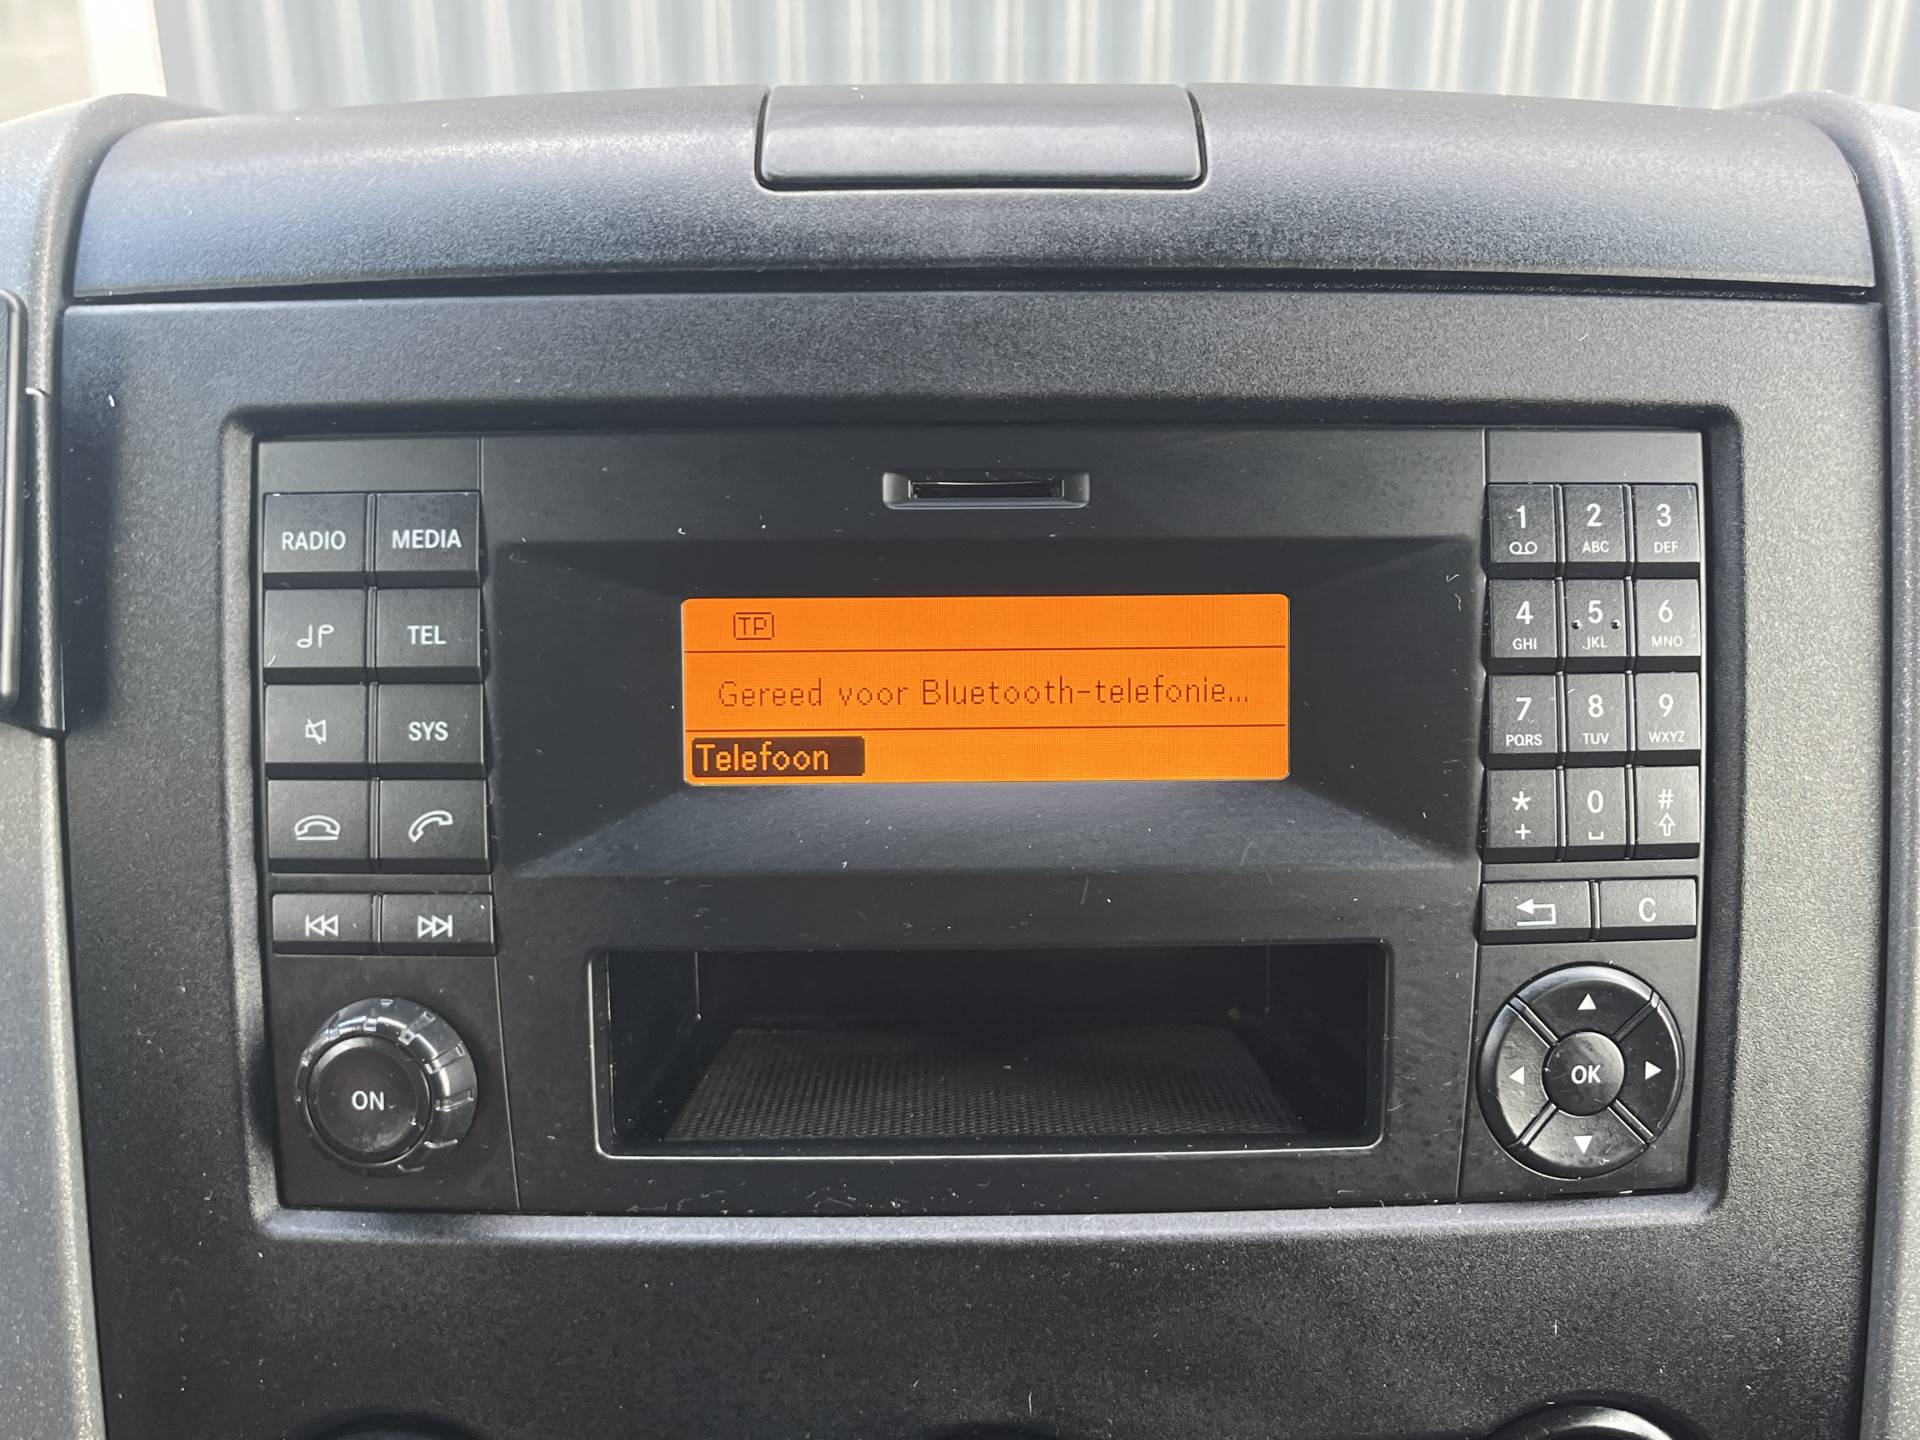 RADIO MEDIA
TEL
SYS
ON
TP
Gereed voor Bluetooth-telefonie...
Telefoon
1 2 3
ABC DEF
4 5 6
GHI JKL MNO
7 8 9
PQRS TUV WXYZ
* 0 #
+
C
OK